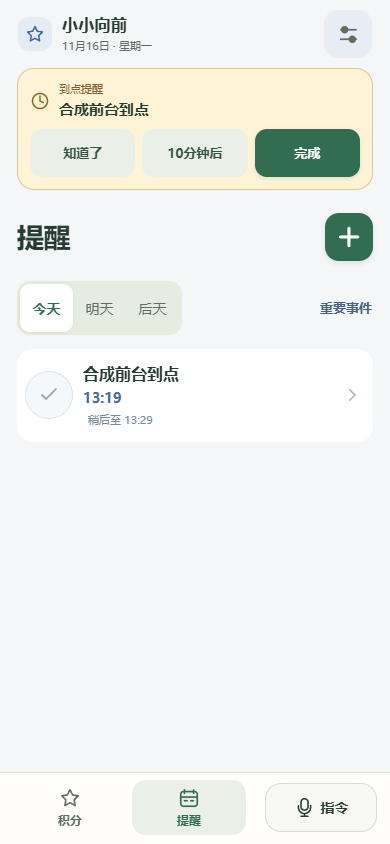 小小向前
11月16日 · 星期一
到点提醒
合成前台到点
知道了
10分钟后
完成
提醒
今天
明天
后天
重要事件
合成前台到点
13:19
稍后至 13:29
积分
提醒
指令